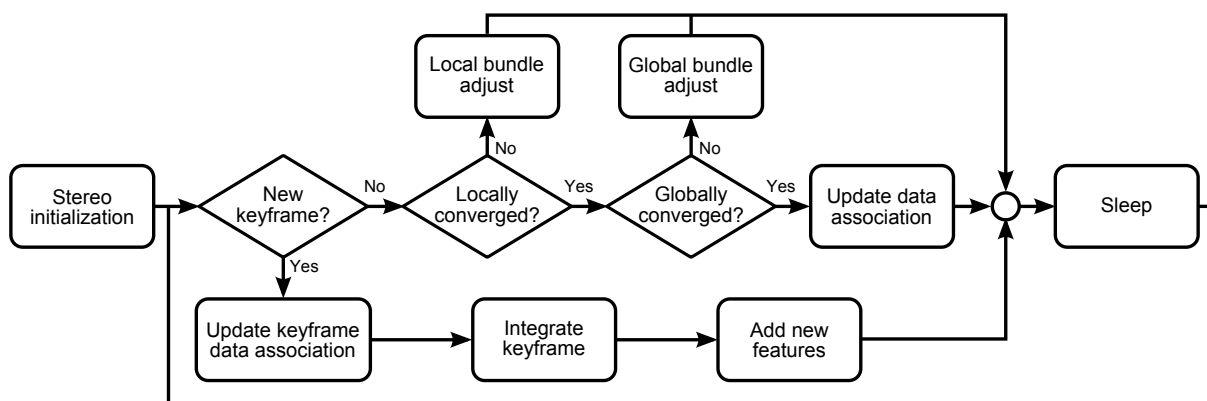 Local bundle
adjust
Global bundle
adjust
No
No
Stereo
initialization
New
keyframe?
No
Locally
converged?
Yes
Globally
converged?
Yes
Update data
association
Sleep
Yes
Update keyframe
data association
Integrate
keyframe
Add new
features